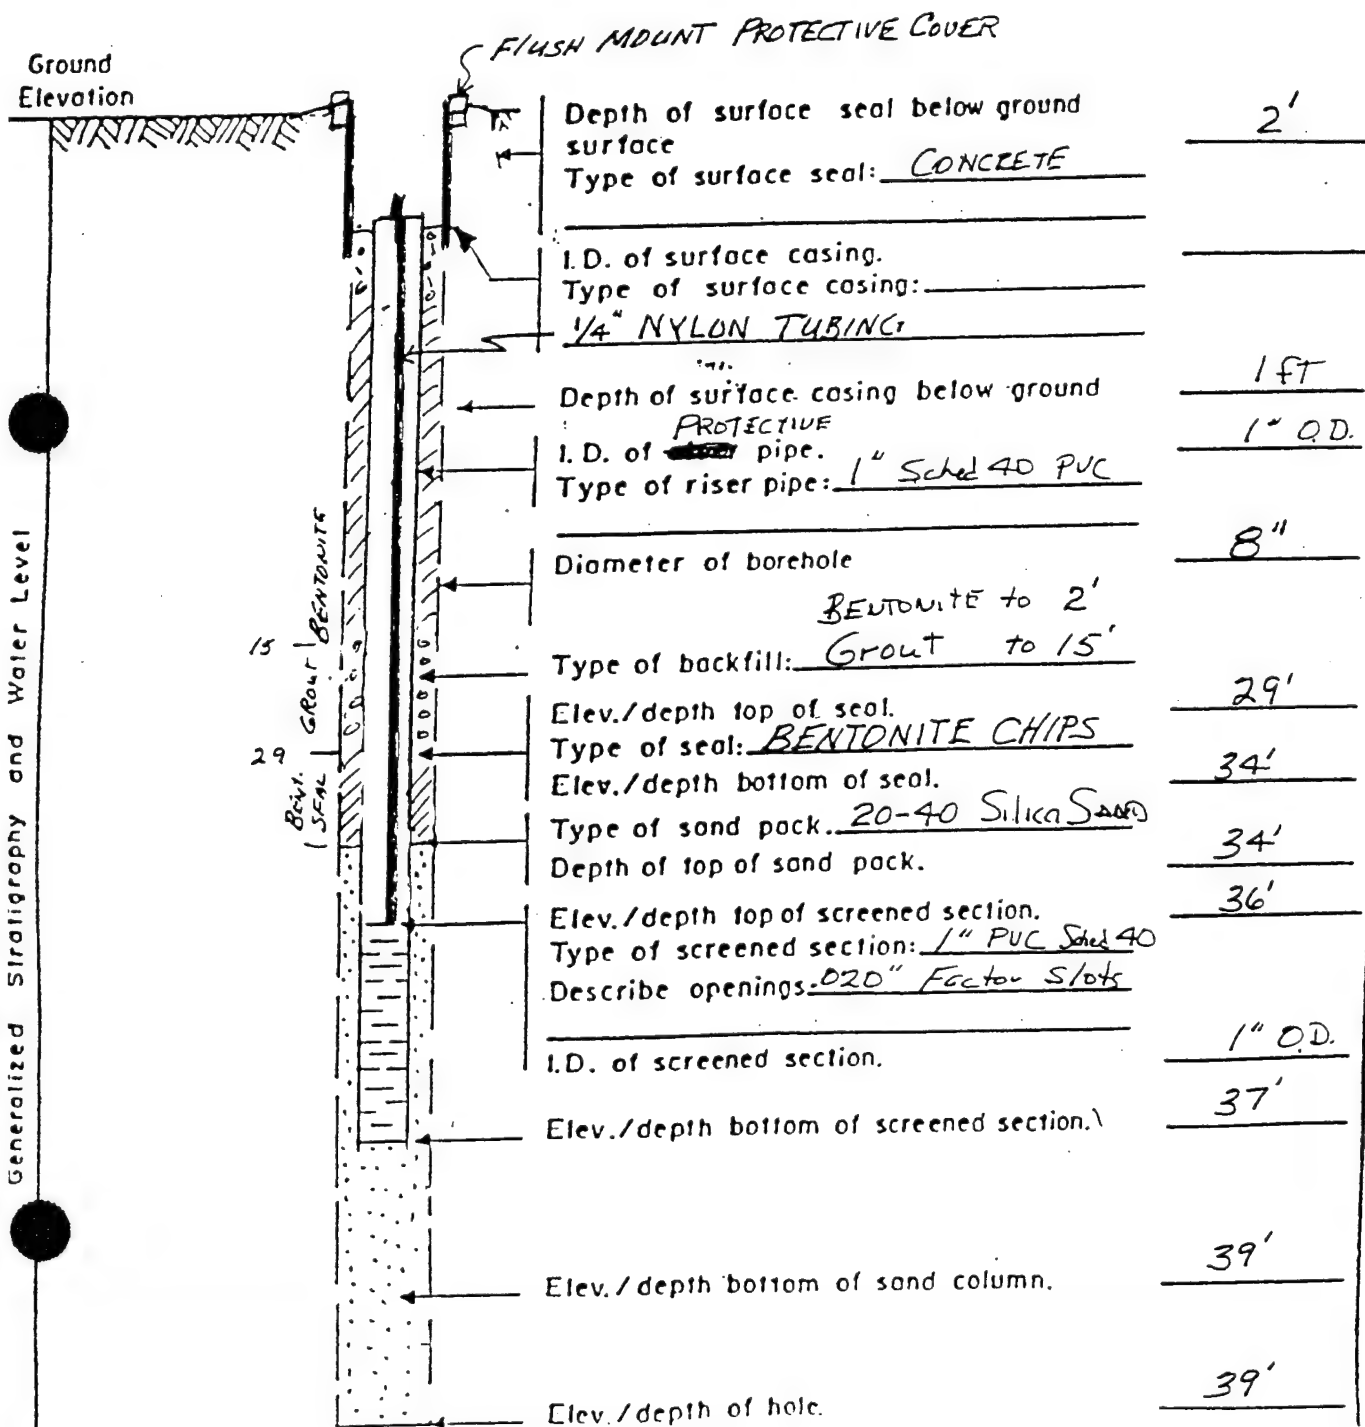 FLUSH MOUNT PROTECTIVE COVER
Ground
Elevation
Depth of surface seal below ground
surface
2'
Type of surface seal: CONCRETE
I.D. of surface casing.
Type of surface casing:
1/4" NYLON TUBING
Depth of surface casing below ground
1 FT
PROTECTIVE
I.D. of pipe.
1" O.D.
Type of riser pipe: 1" Sched 40 PVC
Diameter of borehole
8"
BENTONITE to 2'
Type of backfill: Grout to 15'
Elev./depth top of seal.
29'
Type of seal: BENTONITE CHIPS
Elev./depth bottom of seal.
34'
Type of sand pack. 20-40 Silica SAND
Depth of top of sand pack.
34'
Elev./depth top of screened section.
36'
Type of screened section: 1" PVC Sched 40
Describe openings: .020" Factor Slots
I.D. of screened section.
1" O.D.
Elev./depth bottom of screened section.
37'
Elev./depth bottom of sand column.
39'
Elev./depth of hole.
39'
Generalized Stratigraphy and Water Level
BENTONITE
15
GROUT
29
BENT.
SEAL